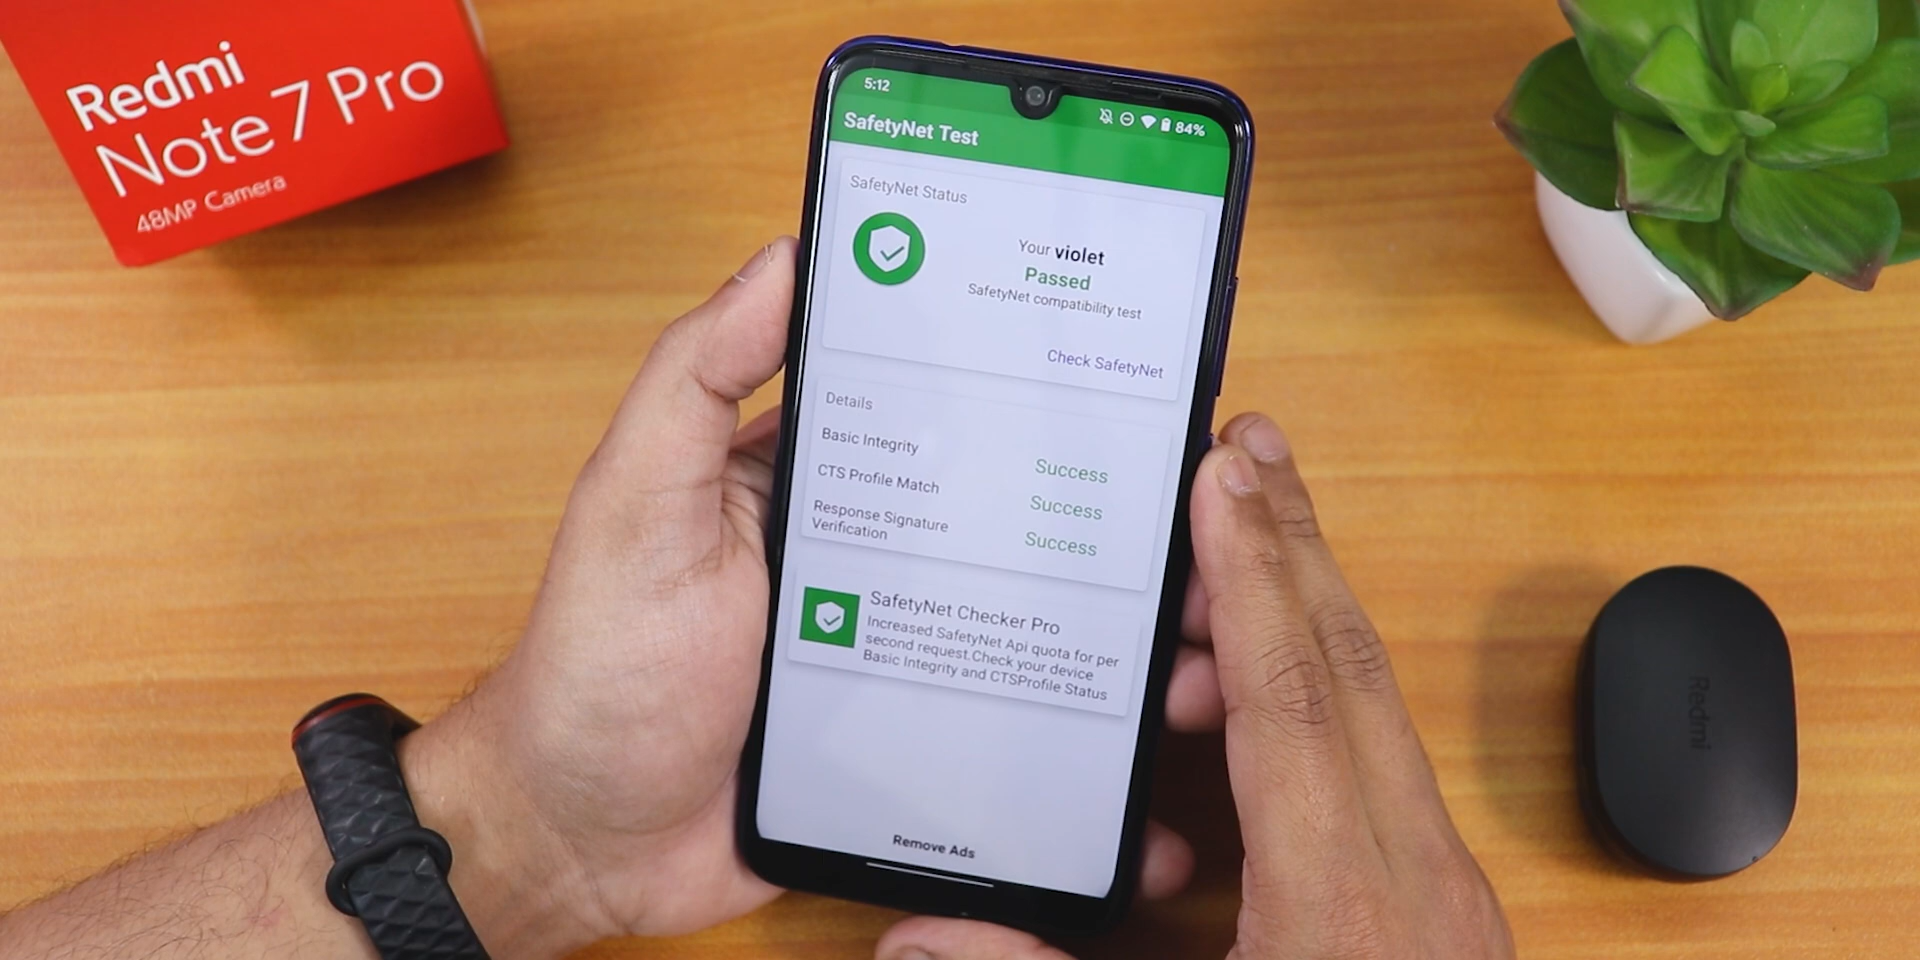 Redmi
Note 7 Pro
48MP Camera
5:12
84%
SafetyNet Test
SafetyNet Status
Your violet
Passed
SafetyNet compatibility test
Check SafetyNet
Details
Basic Integrity
Success
CTS Profile Match
Success
Response Signature
Verification
Success
SafetyNet Checker Pro
Increased SafetyNet Api quota for per
second request.Check your device
Basic Integrity and CTSProfile Status
Remove Ads
Redmi